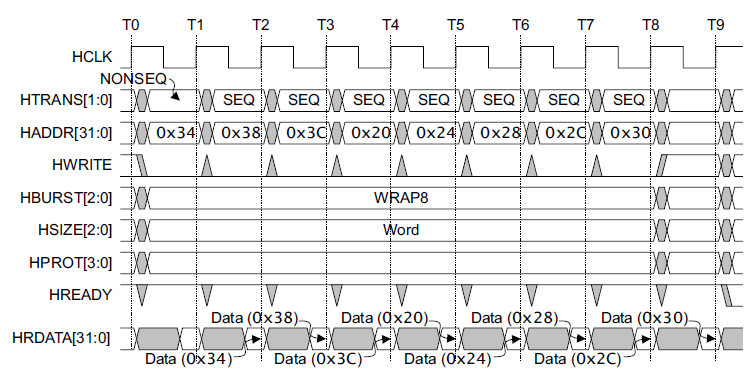 T0 T1 T2 T3 T4 T5 T6 T7 T8 T9
HCLK
NONSEQ
HTRANS[1:0] SEQ SEQ SEQ SEQ SEQ SEQ SEQ
HADDR[31:0] 0x34 0x38 0x3C 0x20 0x24 0x28 0x2C 0x30
HWRITE
HBURST[2:0] WRAP8
HSIZE[2:0] Word
HPROT[3:0]
HREADY
Data (0x38) Data (0x20) Data (0x28) Data (0x30)
HRDATA[31:0]
Data (0x34) Data (0x3C) Data (0x24) Data (0x2C)